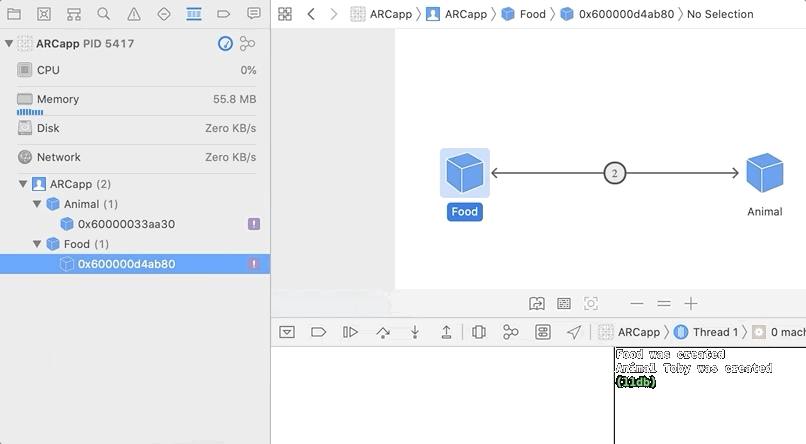 ARCapp PID 5417
CPU 0%
Memory 55.8 MB
Disk Zero KB/s
Network Zero KB/s
ARCapp (2)
Animal (1)
0x60000033aa30
Food (1)
0x600000d4ab80
ARCapp ARCapp Food 0x600000d4ab80 No Selection
2
Food
Animal
ARCapp Thread 1 0 mach
Food was created
Animal Toby was created
(lldb)